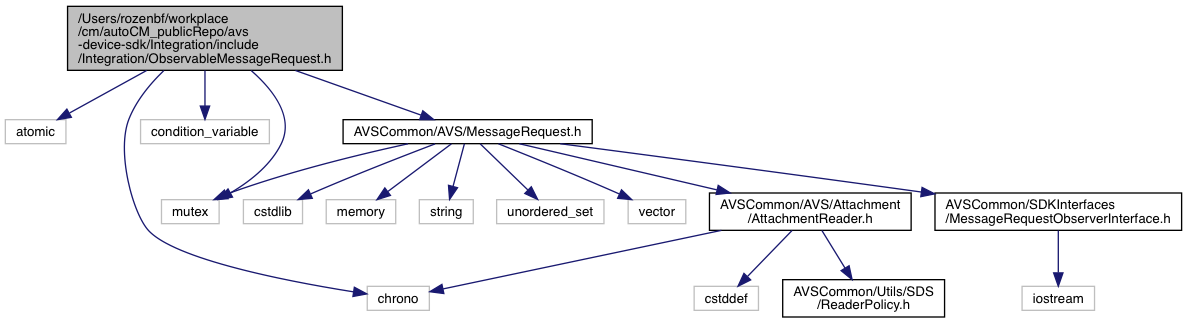 /Users/rozenbf/workplace
/cm/autoCM_publicRepo/avs
-device-sdk/Integration/include
/Integration/ObservableMessageRequest.h
atomic
condition_variable
AVSCommon/AVS/MessageRequest.h
mutex
cstdlib
memory
string
unordered_set
vector
AVSCommon/AVS/Attachment
/AttachmentReader.h
AVSCommon/SDKInterfaces
/MessageRequestObserverInterface.h
chrono
cstddef
AVSCommon/Utils/SDS
/ReaderPolicy.h
iostream